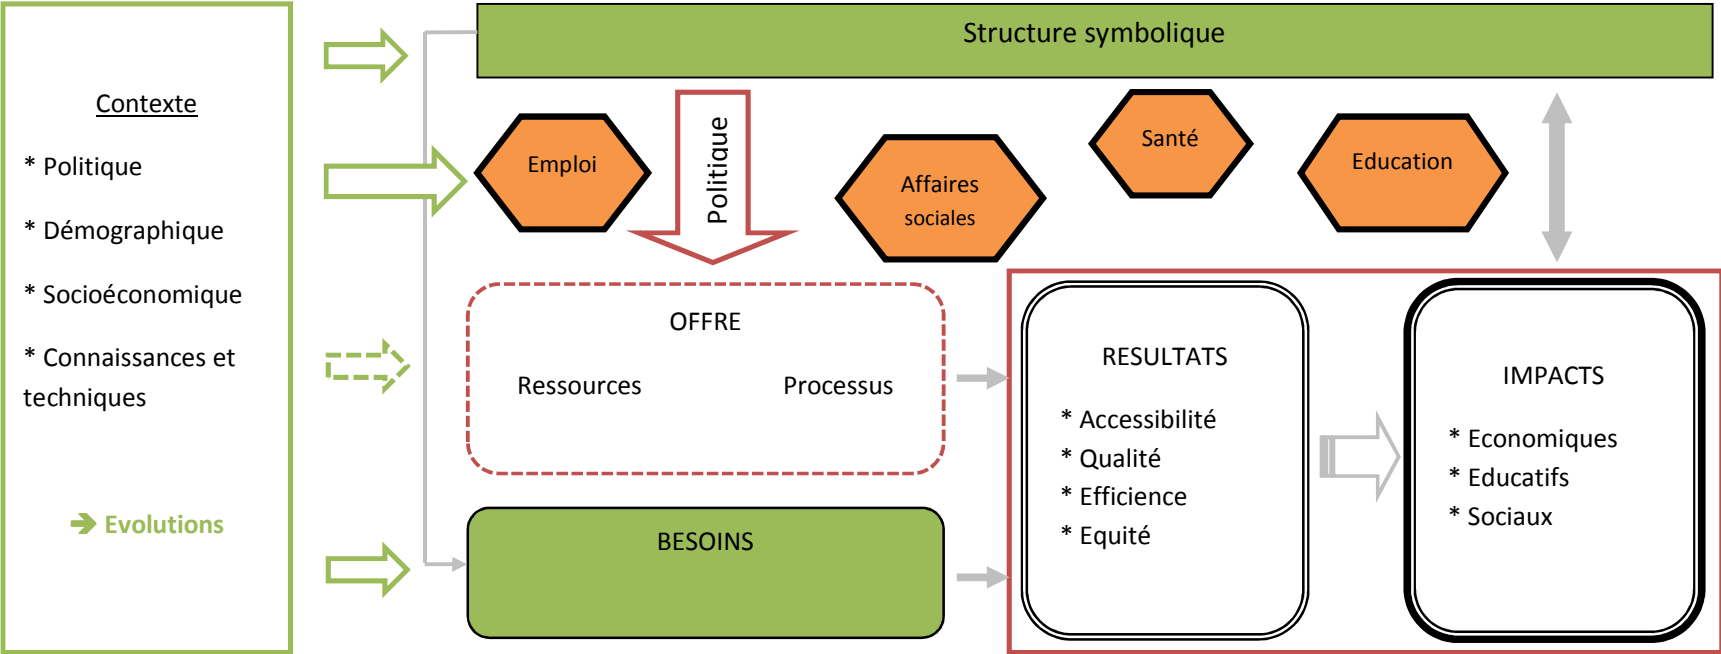 Structure symbolique
Contexte
* Politique
* Démographique
* Socioéconomique
* Connaissances et
techniques
➔ Evolutions
Emploi
Politique
Affaires
sociales
Santé
Education
OFFRE
Ressources Processus
BESOINS
RESULTATS
* Accessibilité
* Qualité
* Efficience
* Equité
IMPACTS
* Economiques
* Educatifs
* Sociaux